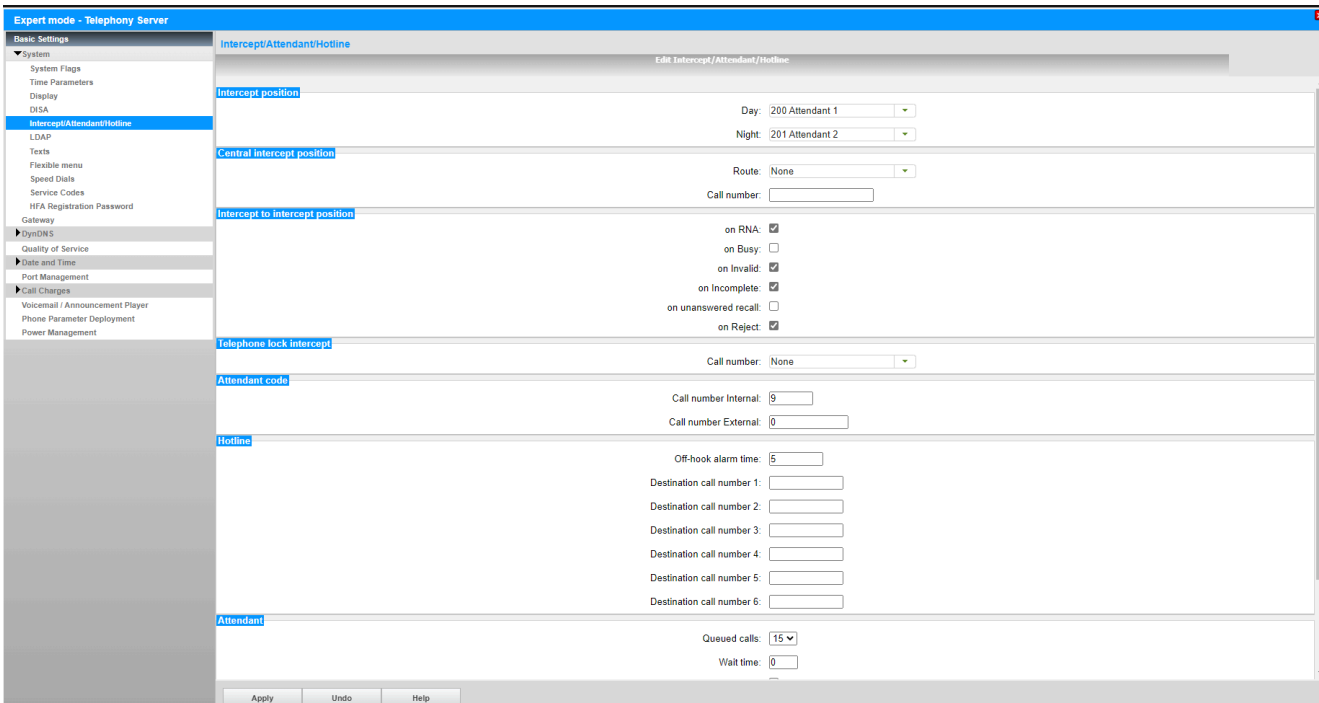 Expert mode - Telephony Server
Basic Settings
System
System Flags
Time Parameters
Display
DISA
Intercept/Attendant/Hotline
LDAP
Texts
Flexible menu
Speed Dials
Service Codes
HFA Registration Password
Gateway
DynDNS
Quality of Service
Date and Time
Port Management
Call Charges
Voicemail / Announcement Player
Phone Parameter Deployment
Power Management
Intercept/Attendant/Hotline
Edit Intercept/Attendant/Hotline
Intercept position
Day: 200 Attendant 1
Night: 201 Attendant 2
Central intercept position
Route: None
Call number:
Intercept to intercept position
on RNA:
on Busy:
on Invalid:
on Incomplete:
on unanswered recall:
on Reject:
Telephone lock intercept
Call number: None
Attendant code
Call number Internal: 9
Call number External: 0
Hotline
Off-hook alarm time: 5
Destination call number 1:
Destination call number 2:
Destination call number 3:
Destination call number 4:
Destination call number 5:
Destination call number 6:
Attendant
Queued calls: 15
Wait time: 0
Apply Undo Help